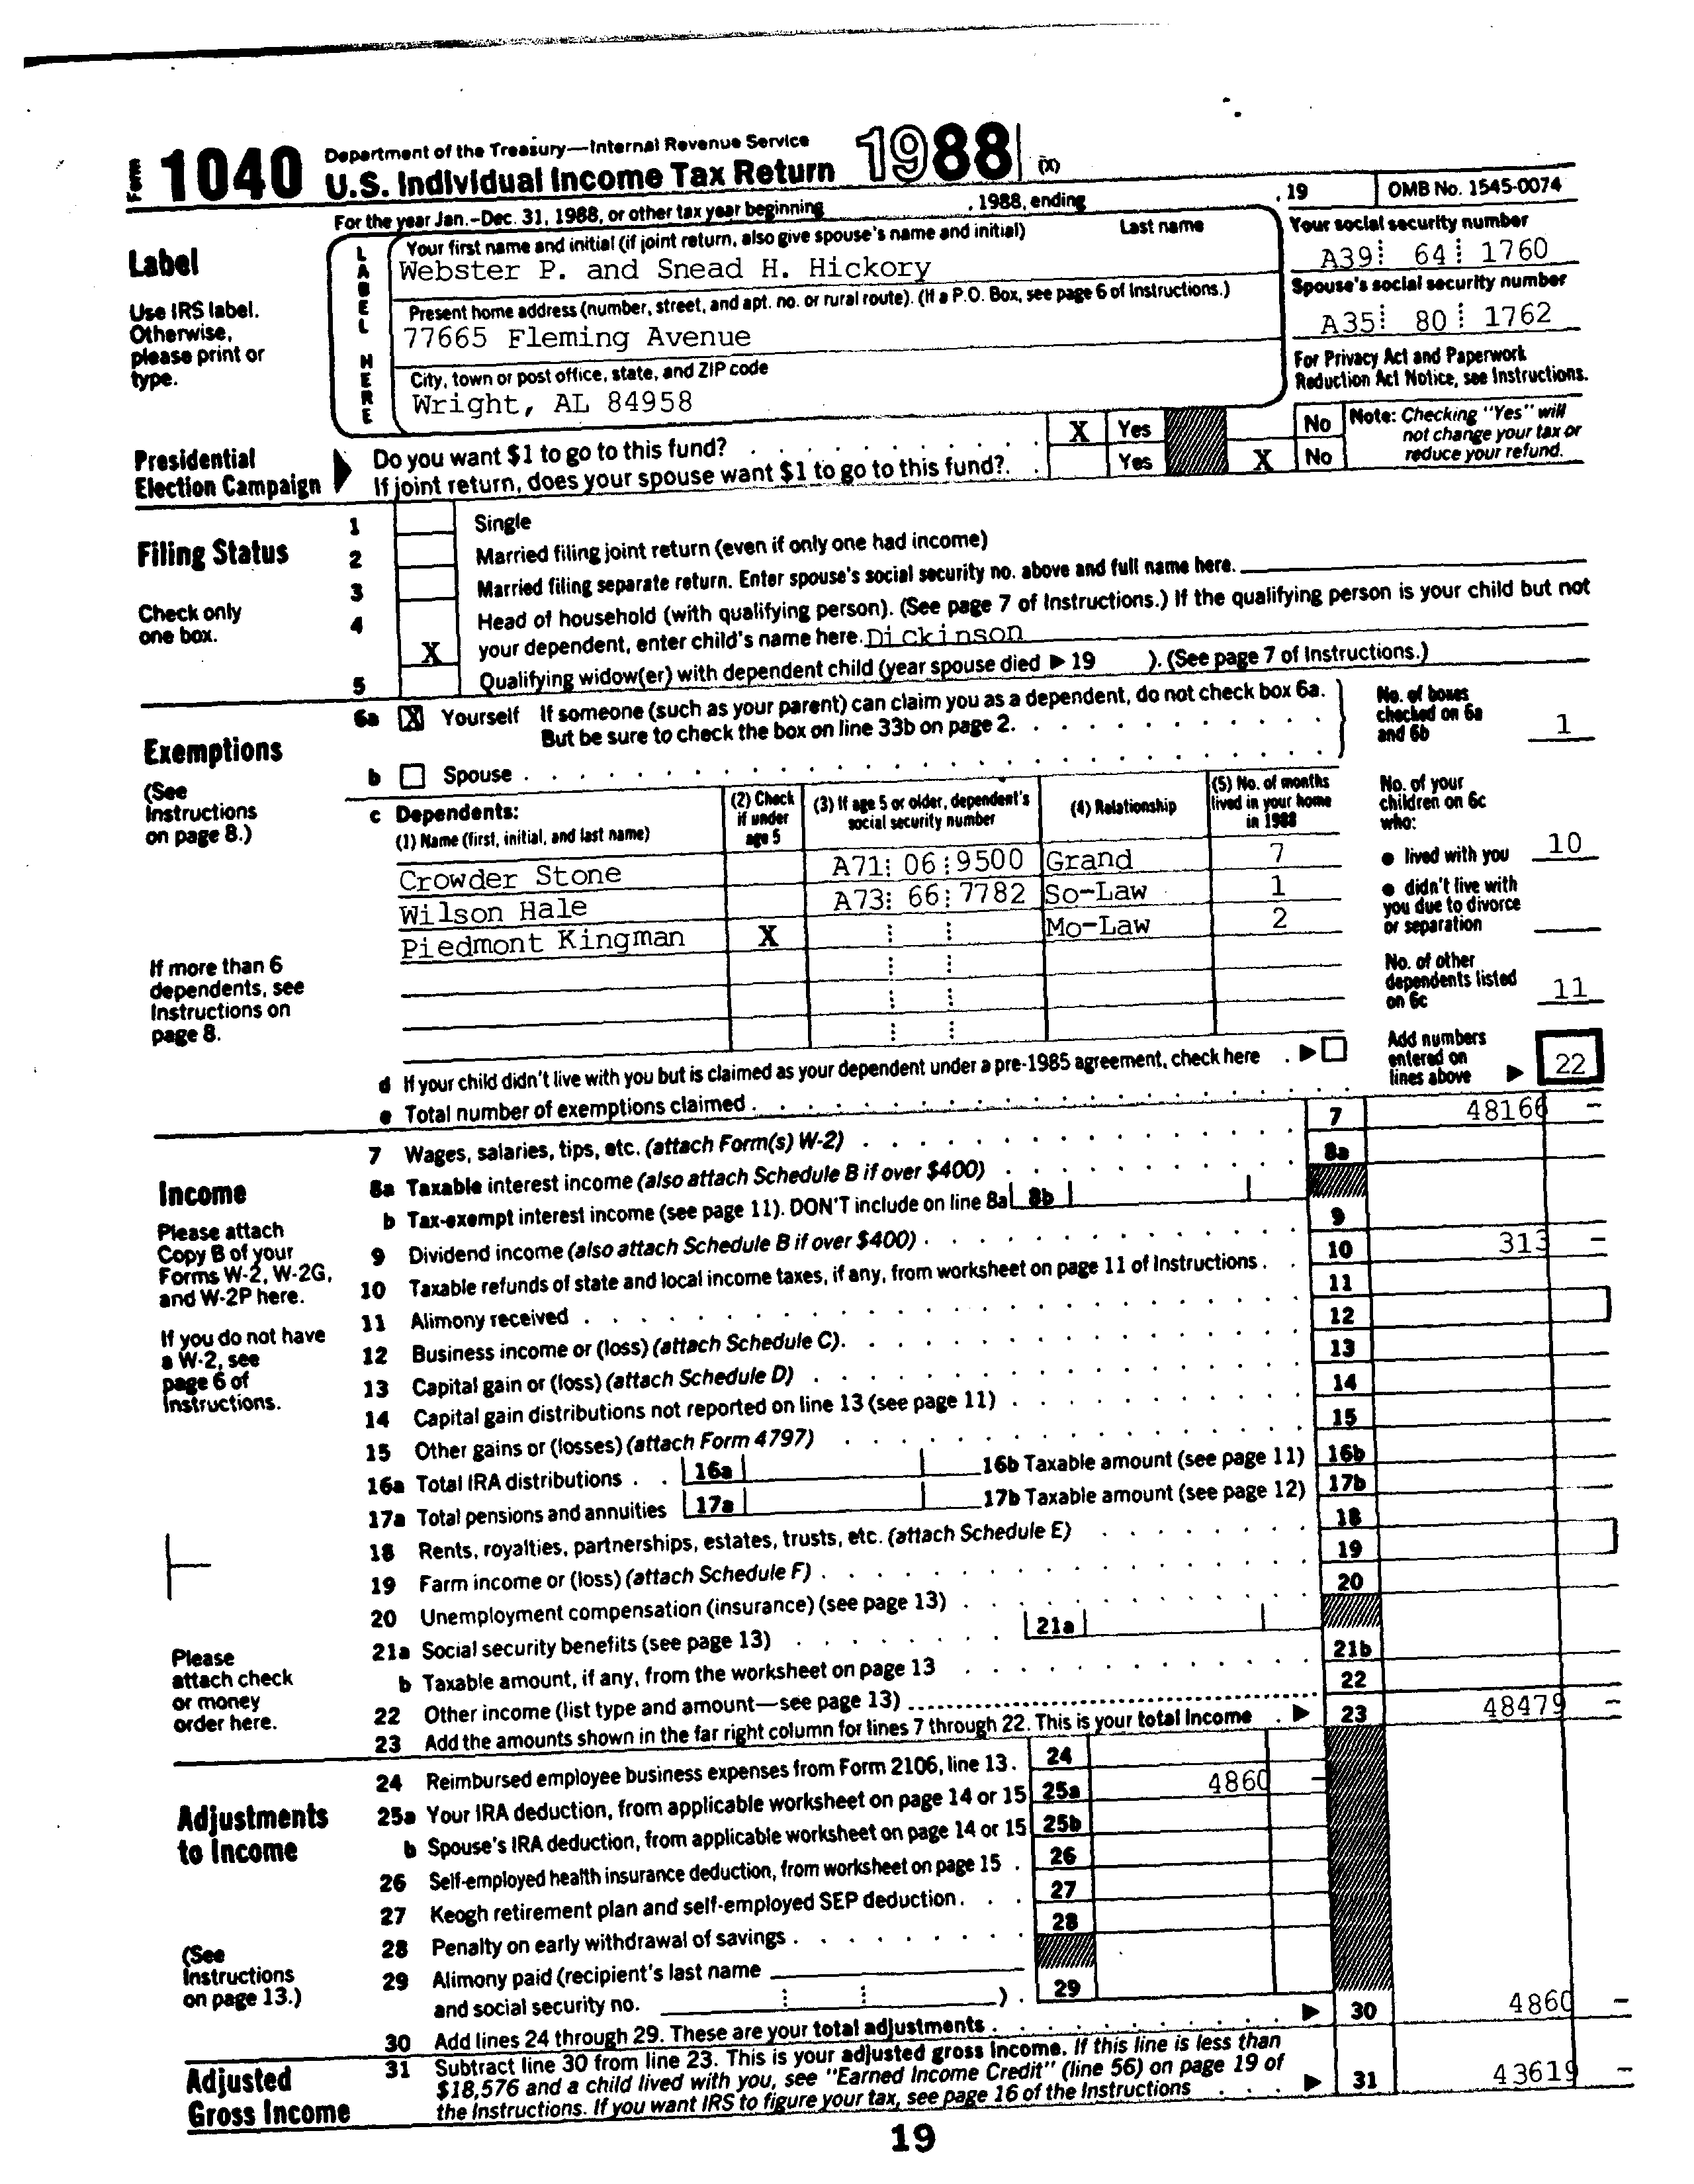 Form 1040 Department of the Treasury—Internal Revenue Service
U.S. Individual Income Tax Return 1988 (X)
For the year Jan.–Dec. 31, 1988, or other tax year beginning , 1988, ending , 19 OMB No. 1545-0074
Label
Use IRS label.
Otherwise,
please print or
type.
LABEL HERE
Your first name and initial (if joint return, also give spouse's name and initial) Last name
Webster P. and Snead H. Hickory
Present home address (number, street, and apt. no. or rural route). (If a P.O. Box, see page 6 of Instructions.)
77665 Fleming Avenue
City, town or post office, state, and ZIP code
Wright, AL 84958
Your social security number
A39 64 1760
Spouse's social security number
A35 80 1762
For Privacy Act and Paperwork
Reduction Act Notice, see Instructions.
Presidential
Election Campaign
Do you want $1 to go to this fund? X Yes No
If joint return, does your spouse want $1 to go to this fund?. Yes X No
Note: Checking "Yes" will
not change your tax or
reduce your refund.
Filing Status
Check only
one box.
1 Single
2 Married filing joint return (even if only one had income)
3 Married filing separate return. Enter spouse's social security no. above and full name here.
4 Head of household (with qualifying person). (See page 7 of Instructions.) If the qualifying person is your child but not
X your dependent, enter child's name here. Dickinson
5 Qualifying widow(er) with dependent child (year spouse died ▶ 19 ). (See page 7 of Instructions.)
Exemptions
(See
Instructions
on page 8.)
If more than 6
dependents, see
Instructions on
page 8.
6a X Yourself If someone (such as your parent) can claim you as a dependent, do not check box 6a.
But be sure to check the box on line 33b on page 2.
b Spouse
No. of boxes
checked on 6a
and 6b 1
c Dependents:
(1) Name (first, initial, and last name)
(2) Check
if under
age 5
(3) If age 5 or older, dependent's
social security number
(4) Relationship
(5) No. of months
lived in your home
in 1988
Crowder Stone A71 06 9500 Grand 7
Wilson Hale A73 66 7782 So-Law 1
Piedmont Kingman X Mo-Law 2
No. of your
children on 6c
who:
● lived with you 10
● didn't live with
you due to divorce
or separation
No. of other
dependents listed
on 6c 11
Add numbers
entered on
lines above ▶ 22
d If your child didn't live with you but is claimed as your dependent under a pre-1985 agreement, check here . ▶
e Total number of exemptions claimed
Income
Please attach
Copy B of your
Forms W-2, W-2G,
and W-2P here.
If you do not have
a W-2, see
page 6 of
Instructions.
Please
attach check
or money
order here.
7 Wages, salaries, tips, etc. (attach Form(s) W-2) 7 48166 –
8a Taxable interest income (also attach Schedule B if over $400) 8a
b Tax-exempt interest income (see page 11). DON'T include on line 8a 8b
9 Dividend income (also attach Schedule B if over $400) 9
10 Taxable refunds of state and local income taxes, if any, from worksheet on page 11 of Instructions 10 313 –
11 Alimony received 11
12 Business income or (loss) (attach Schedule C). 12
13 Capital gain or (loss) (attach Schedule D) 13
14 Capital gain distributions not reported on line 13 (see page 11) 14
15 Other gains or (losses) (attach Form 4797) 15
16a Total IRA distributions 16a 16b Taxable amount (see page 11) 16b
17a Total pensions and annuities 17a 17b Taxable amount (see page 12) 17b
18 Rents, royalties, partnerships, estates, trusts, etc. (attach Schedule E) 18
19 Farm income or (loss) (attach Schedule F) 19
20 Unemployment compensation (insurance) (see page 13) 20
21a Social security benefits (see page 13) 21a
b Taxable amount, if any, from the worksheet on page 13 21b
22 Other income (list type and amount—see page 13) 22
23 Add the amounts shown in the far right column for lines 7 through 22. This is your total income ▶ 23 48479 –
Adjustments
to Income
(See
Instructions
on page 13.)
24 Reimbursed employee business expenses from Form 2106, line 13. 24
25a Your IRA deduction, from applicable worksheet on page 14 or 15 25a 4860 –
b Spouse's IRA deduction, from applicable worksheet on page 14 or 15 25b
26 Self-employed health insurance deduction, from worksheet on page 15 26
27 Keogh retirement plan and self-employed SEP deduction. 27
28 Penalty on early withdrawal of savings 28
29 Alimony paid (recipient's last name
and social security no. ) 29
30 Add lines 24 through 29. These are your total adjustments ▶ 30 4860 –
Adjusted
Gross Income
31 Subtract line 30 from line 23. This is your adjusted gross income. If this line is less than
$18,576 and a child lived with you, see "Earned Income Credit" (line 56) on page 19 of
the Instructions. If you want IRS to figure your tax, see page 16 of the Instructions ▶ 31 43619 –
19